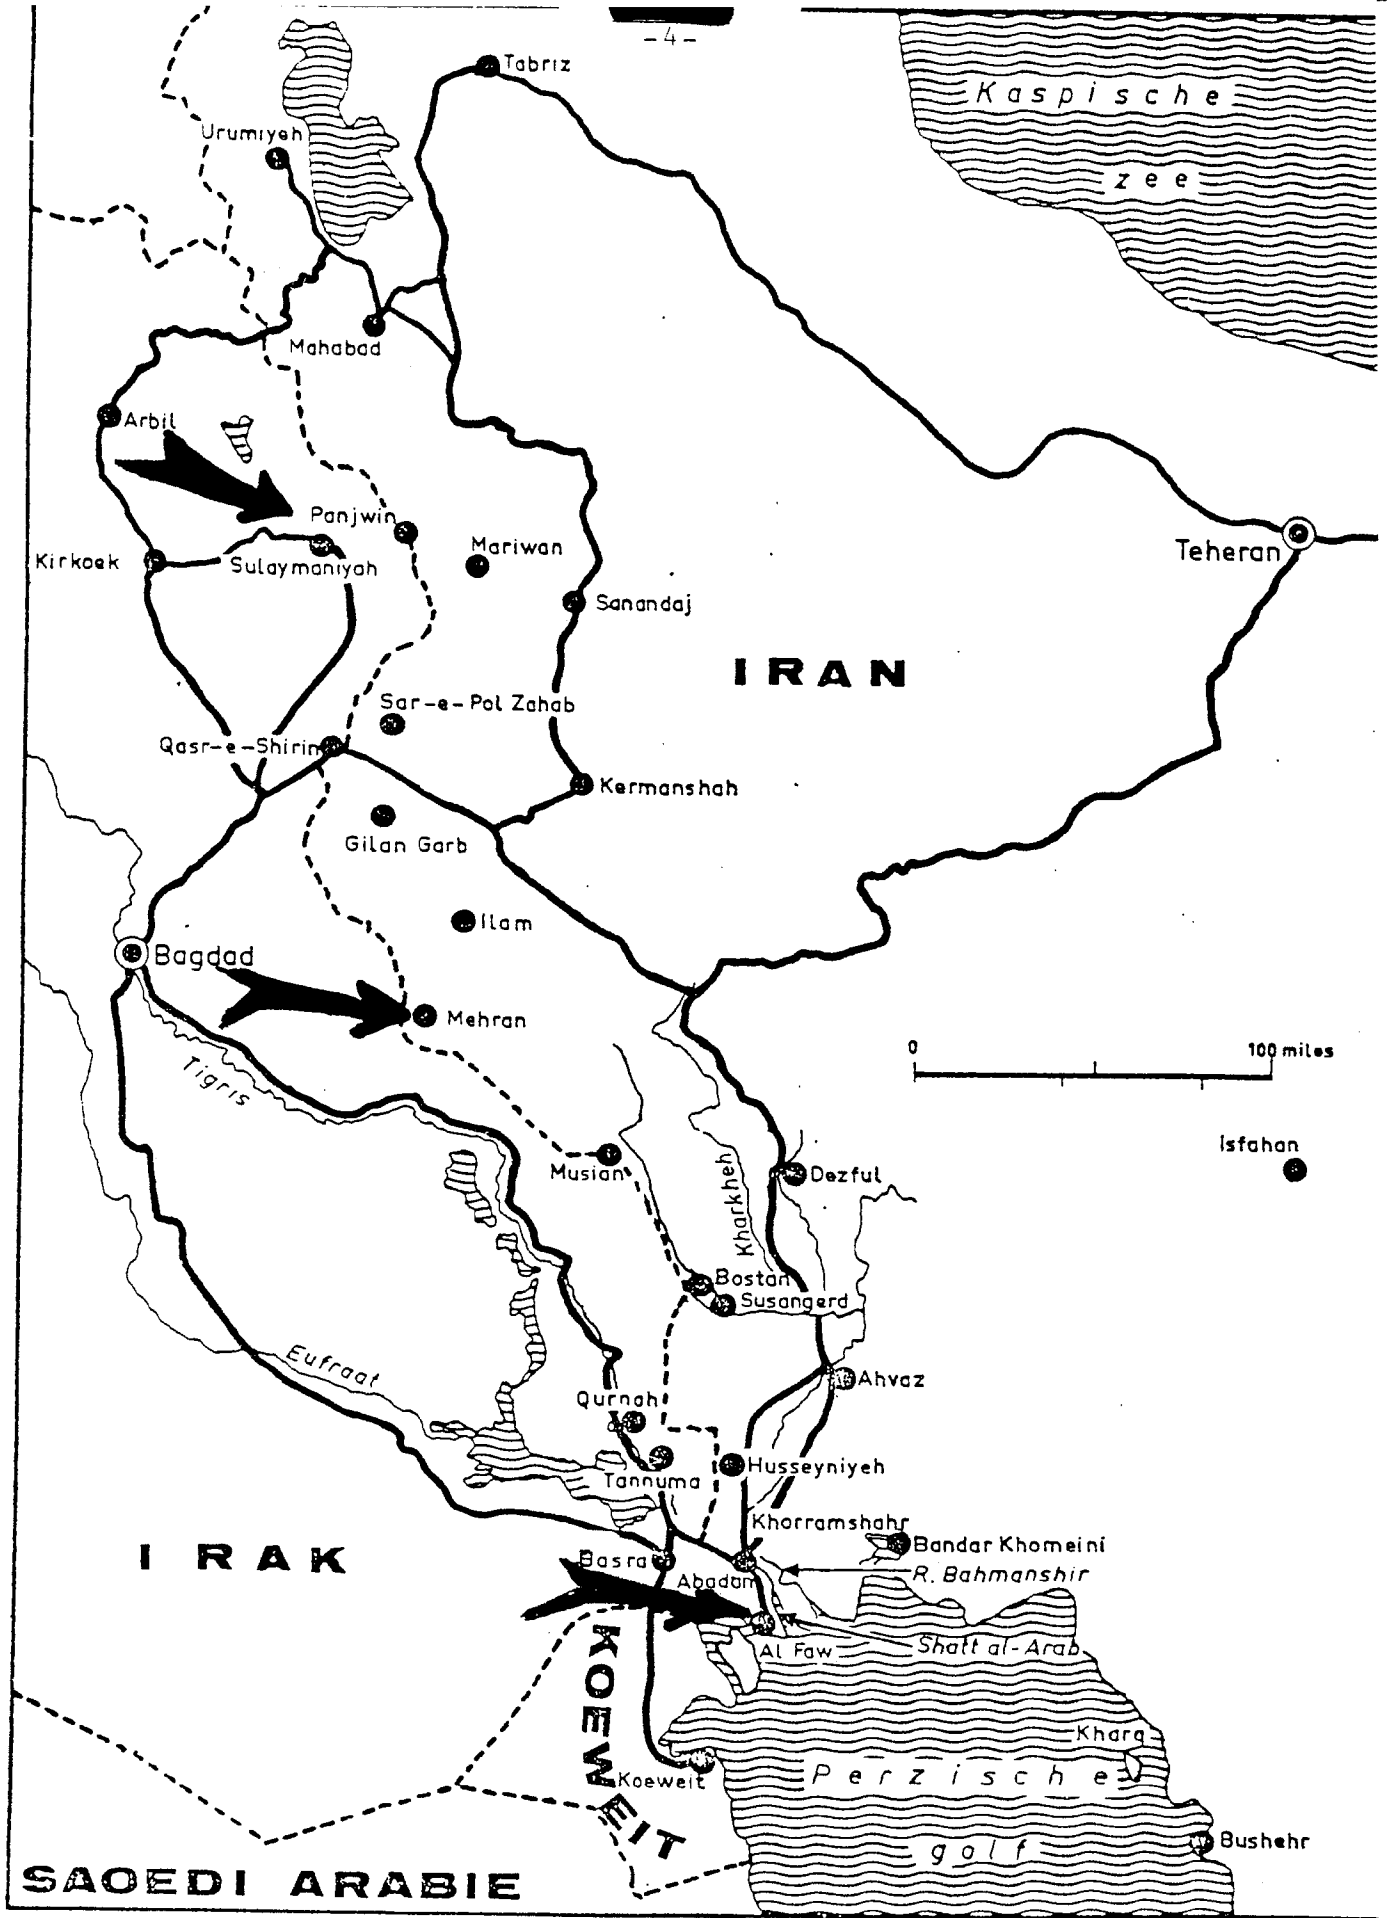 -4-
Tabriz
Kaspische
zee
Urumiyeh
Mahabad
Arbil
Panjwin
Mariwan
Kirkoek
Sulaymaniyah
Teheran
Sanandaj
IRAN
Sar-e-Pol Zahab
Qasr-e-Shirin
Kermanshah
Gilan Garb
Ilam
Bagdad
Mehran
0
100 miles
Tigris
Isfahan
Musian
Dezful
Kharkheh
Bostan
Susangerd
Eufraat
Ahvaz
Qurnah
Husseyniyeh
Tannuma
Khorramshahr
IRAK
Bandar Khomeini
Basra
R. Bahmanshir
Abadan
Shatt al-Arab
Al Faw
KOEWEIT
Kharg
Koeweit
Perzische
golf
Bushehr
SAOEDI ARABIE